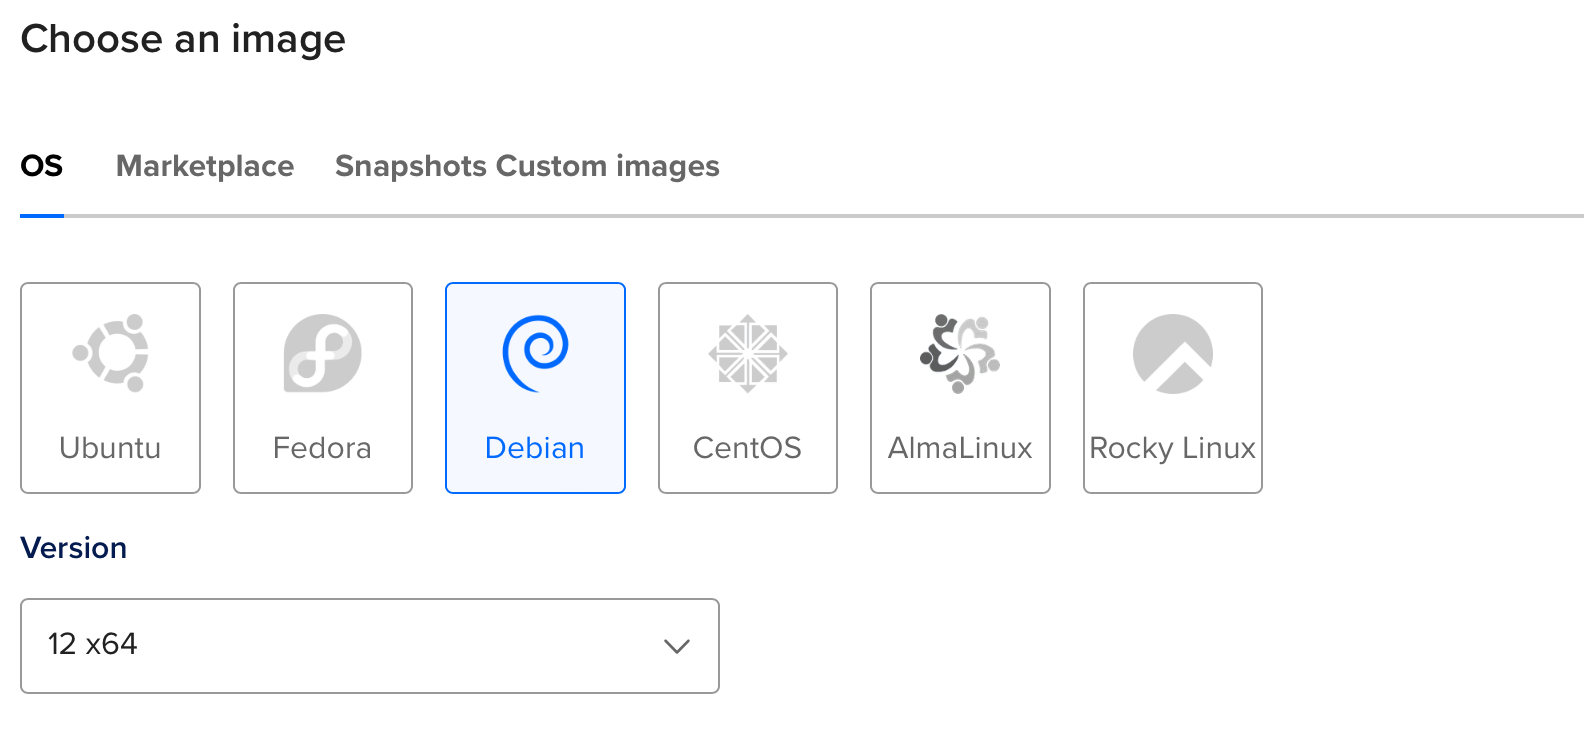 Choose an image
OS Marketplace Snapshots Custom images
Ubuntu Fedora Debian CentOS AlmaLinux Rocky Linux
Version
12 x64